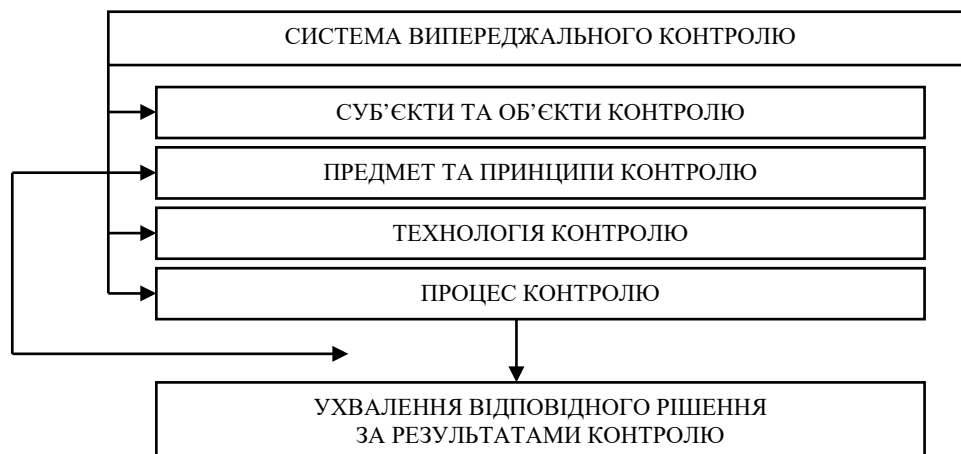 СИСТЕМА ВИПЕРЕДЖАЛЬНОГО КОНТРОЛЮ
СУБ’ЄКТИ ТА ОБ’ЄКТИ КОНТРОЛЮ
ПРЕДМЕТ ТА ПРИНЦИПИ КОНТРОЛЮ
ТЕХНОЛОГІЯ КОНТРОЛЮ
ПРОЦЕС КОНТРОЛЮ
УХВАЛЕННЯ ВІДПОВІДНОГО РІШЕННЯ
ЗА РЕЗУЛЬТАТАМИ КОНТРОЛЮ